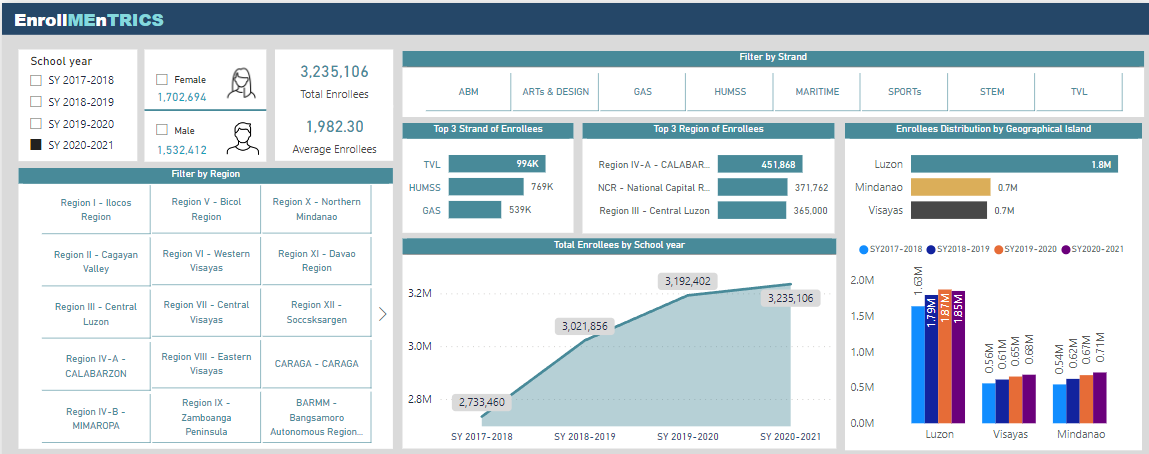 EnrollMEnTRICS
School year
SY 2017-2018
SY 2018-2019
SY 2019-2020
SY 2020-2021
Female
1,702,694
Male
1,532,412
3,235,106
Total Enrollees
1,982.30
Average Enrollees
Filter by Strand
ABM
ARTs & DESIGN
GAS
HUMSS
MARITIME
SPORTs
STEM
TVL
Filter by Region
Region I - Ilocos
Region
Region V - Bicol
Region
Region X - Northern
Mindanao
Region II - Cagayan
Valley
Region VI - Western
Visayas
Region XI - Davao
Region
Region III - Central
Luzon
Region VII - Central
Visayas
Region XII -
Soccsksargen
Region IV-A -
CALABARZON
Region VIII - Eastern
Visayas
CARAGA - CARAGA
Region IV-B -
MIMAROPA
Region IX -
Zamboanga
Peninsula
BARMM -
Bangsamoro
Autonomous Region...
Top 3 Strand of Enrollees
TVL 994K
HUMSS 769K
GAS 539K
Top 3 Region of Enrollees
Region IV-A - CALABAR... 451,868
NCR - National Capital R... 371,762
Region III - Central Luzon 365,000
Enrollees Distribution by Geographical Island
Luzon 1.8M
Mindanao 0.7M
Visayas 0.7M
Total Enrollees by School year
3.2M
3.0M
2.8M
2,733,460
3,021,856
3,192,402
3,235,106
SY 2017-2018
SY 2018-2019
SY 2019-2020
SY 2020-2021
SY2017-2018 SY2018-2019 SY2019-2020 SY2020-2021
2.0M
1.5M
1.0M
0.5M
0.0M
1.63M
1.79M
1.87M
1.85M
0.56M
0.61M
0.65M
0.68M
0.54M
0.62M
0.67M
0.71M
Luzon
Visayas
Mindanao